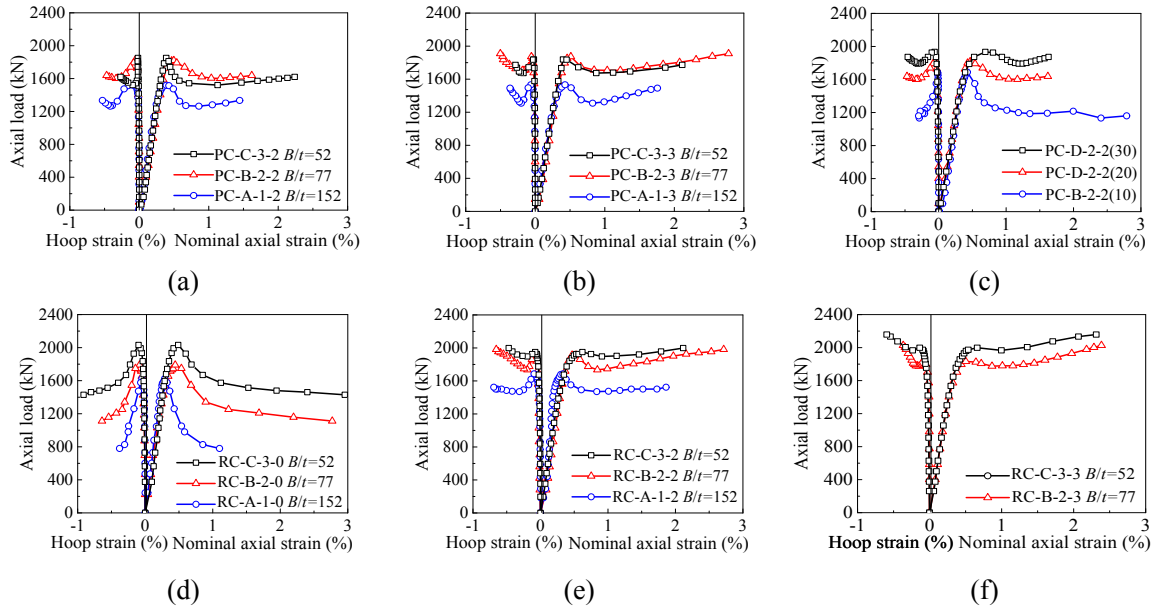 Axial load (kN)
2400
2000
1600
1200
800
400
0
PC-C-3-2 B/t=52
PC-B-2-2 B/t=77
PC-A-1-2 B/t=152
-1 0 1 2 3
Hoop strain (%) Nominal axial strain (%)
(a)
Axial load (kN)
2400
2000
1600
1200
800
400
0
PC-C-3-3 B/t=52
PC-B-2-3 B/t=77
PC-A-1-3 B/t=152
-1 0 1 2 3
Hoop strain (%) Nominal axial strain (%)
(b)
Axial load (kN)
2400
2000
1600
1200
800
400
0
PC-D-2-2(30)
PC-D-2-2(20)
PC-B-2-2(10)
-1 0 1 2 3
Hoop strain (%) Nominal axial strain (%)
(c)
Axial load (kN)
2400
2000
1600
1200
800
400
0
RC-C-3-0 B/t=52
RC-B-2-0 B/t=77
RC-A-1-0 B/t=152
-1 0 1 2 3
Hoop strain (%) Nominal axial strain (%)
(d)
Axial load (kN)
2400
2000
1600
1200
800
400
0
RC-C-3-2 B/t=52
RC-B-2-2 B/t=77
RC-A-1-2 B/t=152
-1 0 1 2 3
Hoop strain (%) Nominal axial strain (%)
(e)
Axial load (kN)
2400
2000
1600
1200
800
400
0
RC-C-3-3 B/t=52
RC-B-2-3 B/t=77
-1 0 1 2 3
Hoop strain (%) Nominal axial strain (%)
(f)